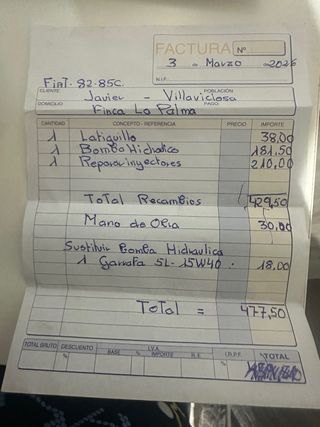 FACTURA Nº
3 - Marzo - 2026
N.I.F.
Fiat. 82-85C.
CLIENTE Javier - Villaviciosa POBLACIÓN
DOMICILIO Finca La Palma PAGO
CANTIDAD CONCEPTO - REFERENCIA PRECIO IMPORTE
1 Latiguillo 38,00
1 Bomba Hidraulico 181,50
1 Reparar inyectores 210,00
Total Recambios 429,50
Mano de Obra 30,00
Sustituir Bomba Hidraulica
1 Garrafa 5L - 15W40 . 18,00
Total = 477,50
TOTAL BRUTO DESCUENTO I.V.A. R.E. I.R.P.F. TOTAL
% BASE % IMPORTE %